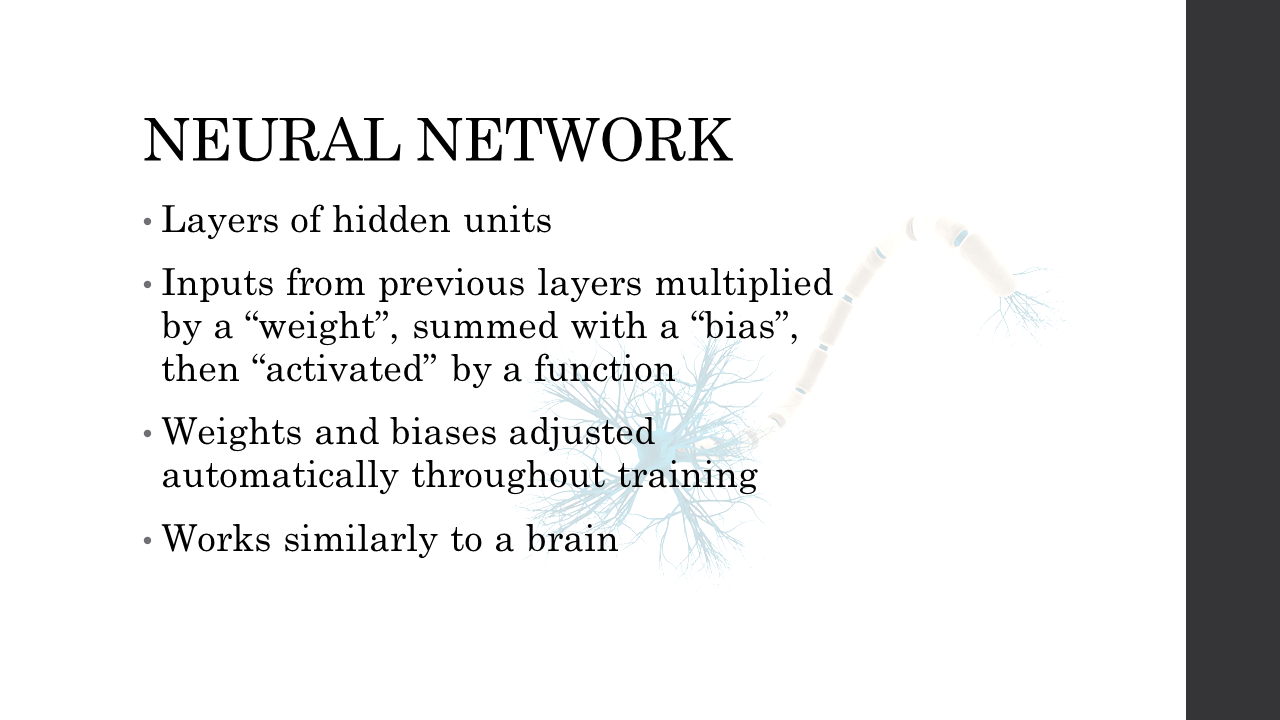 NEURAL NETWORK
• Layers of hidden units
• Inputs from previous layers multiplied
by a “weight”, summed with a “bias”,
then “activated” by a function
• Weights and biases adjusted
automatically throughout training
• Works similarly to a brain